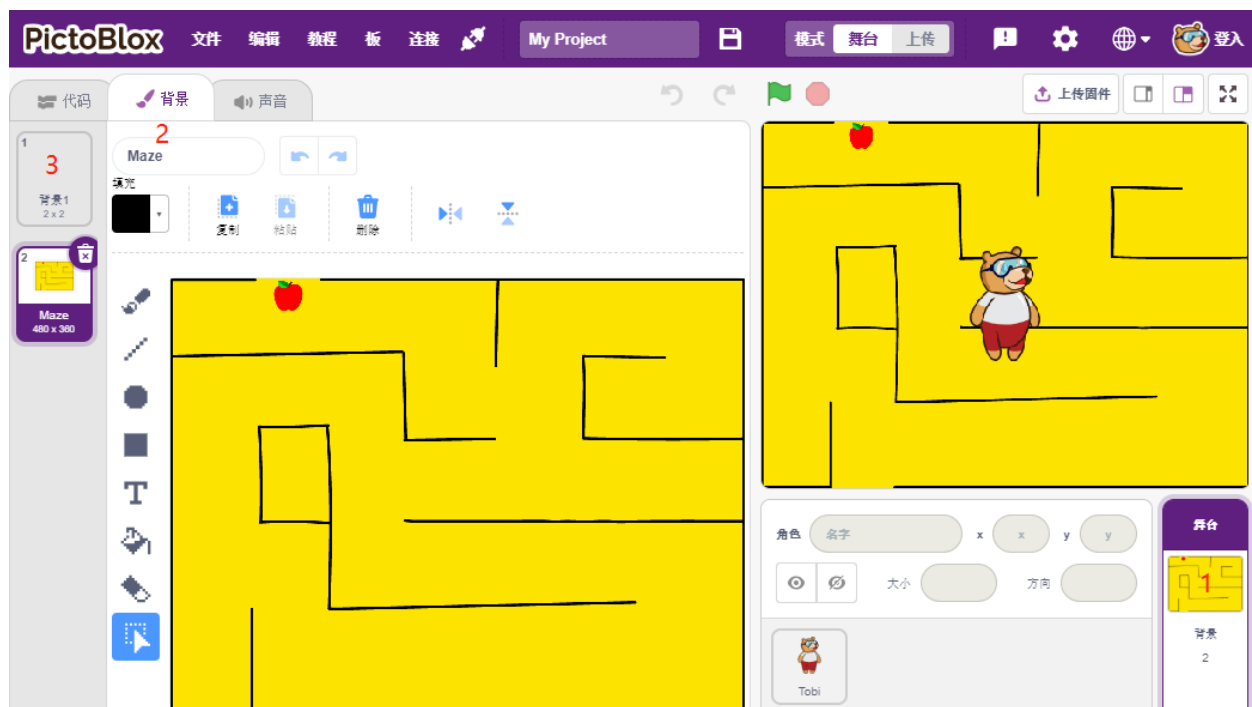 PictoBlox 文件 编辑 教程 板 连接 My Project 模式 舞台 上传 登入
代码 背景 声音 上传固件
1
3
背景1
2 x 2
2
Maze
填充
复制 粘贴 删除
2
Maze
480 x 360
T
角色 名字 x x y y
大小 方向
Tobi
舞台
1
背景
2